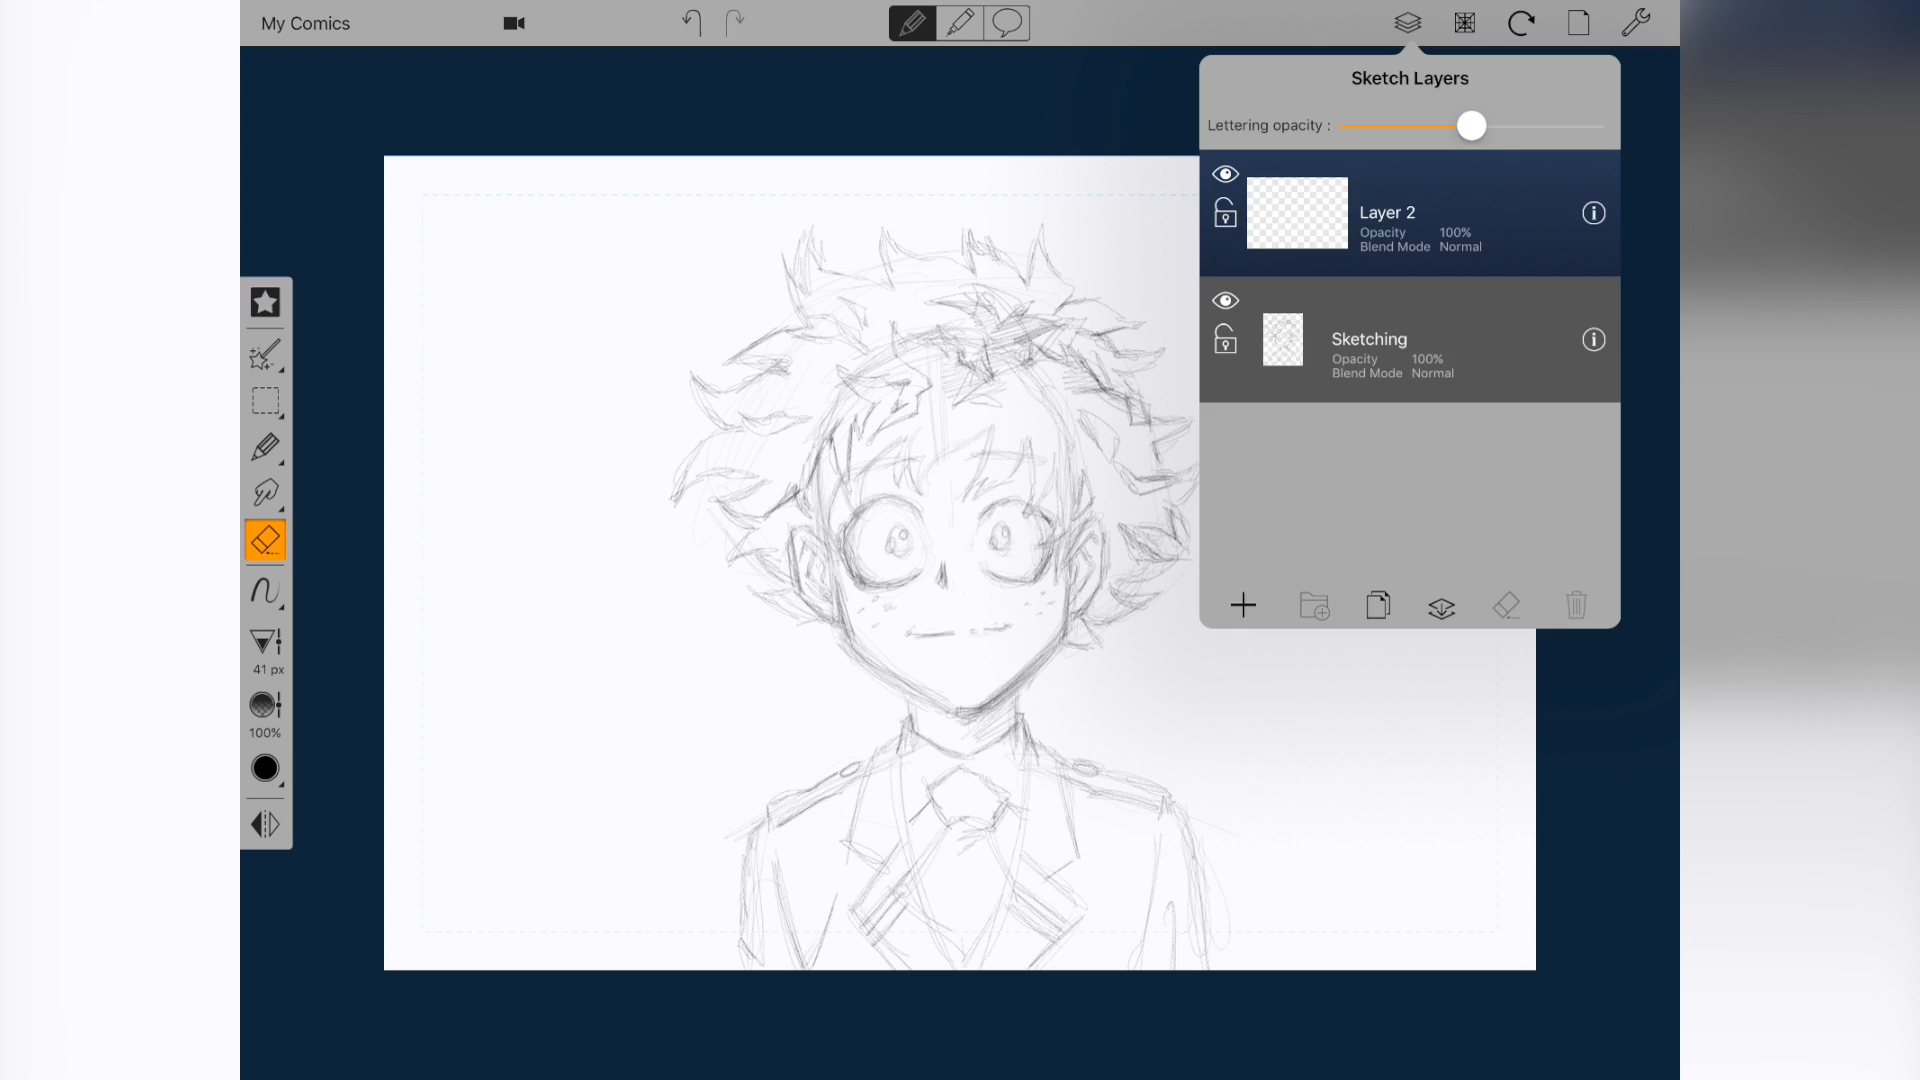 My Comics
Sketch Layers
Lettering opacity :
Layer 2
Opacity 100%
Blend Mode Normal
Sketching
Opacity 100%
Blend Mode Normal
41 px
100%